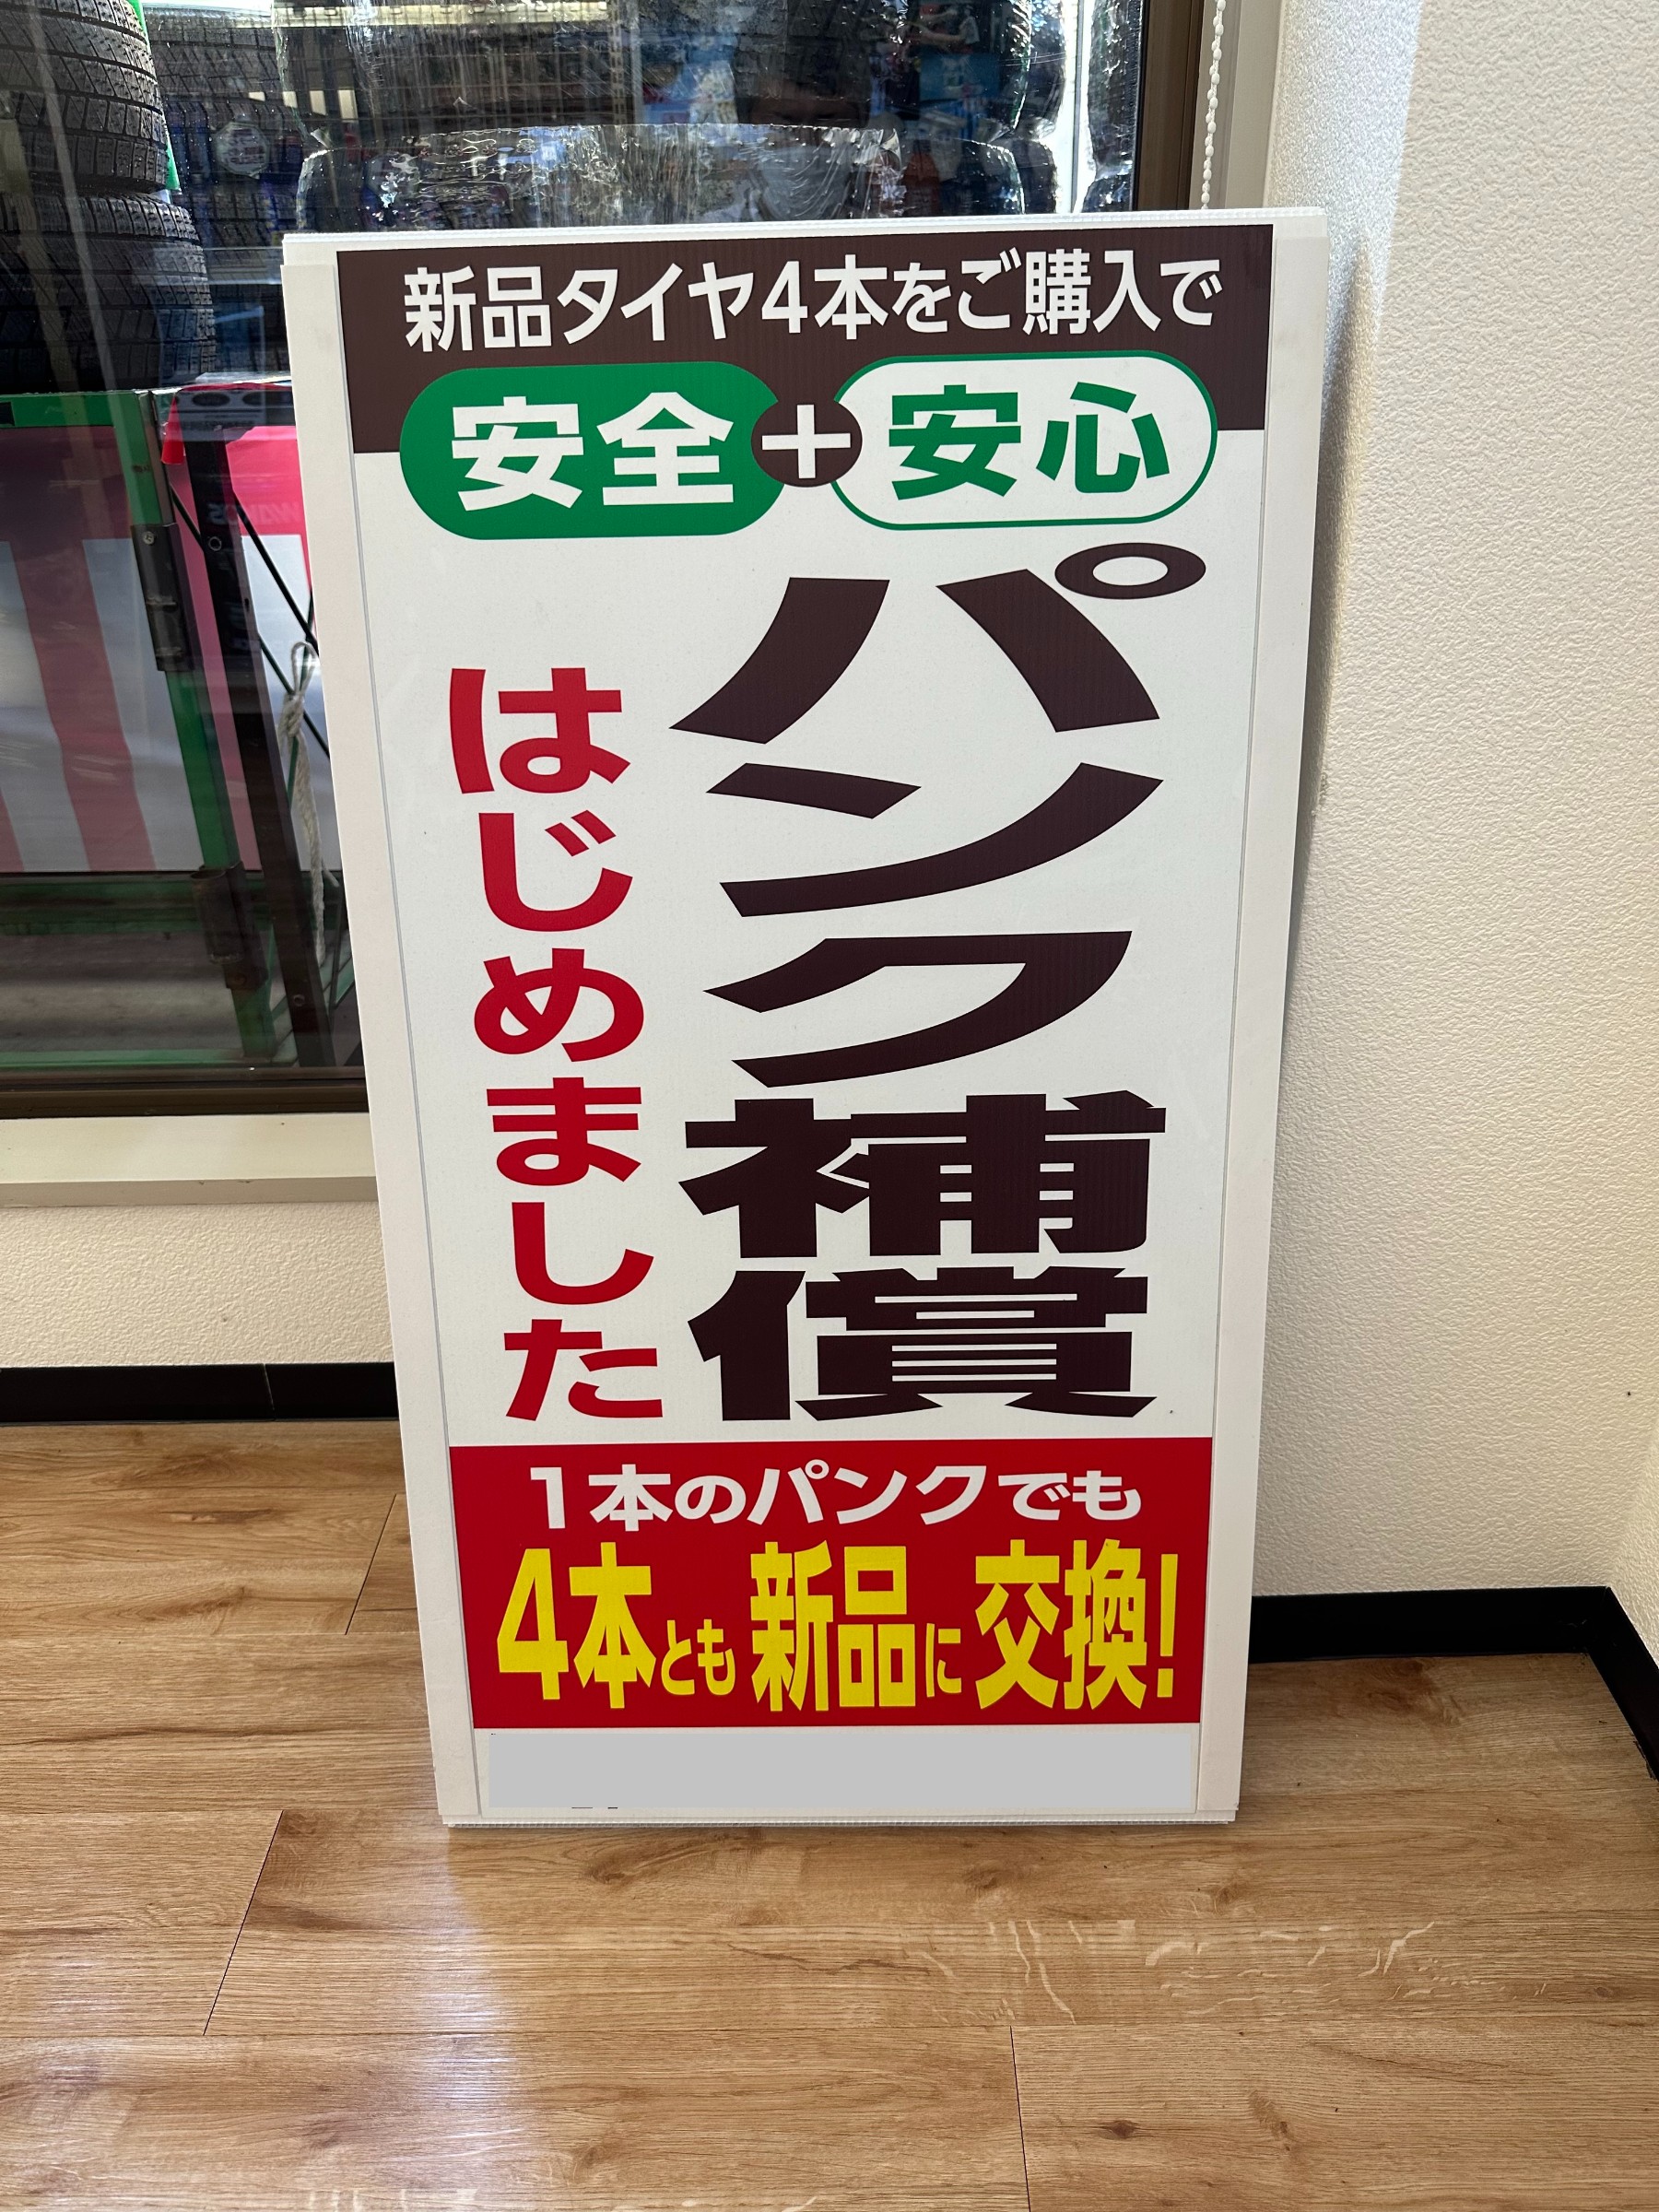 新品タイヤ4本をご購入で
安全+安心
パンク補償
はじめました
1本のパンクでも
4本とも新品に交換!